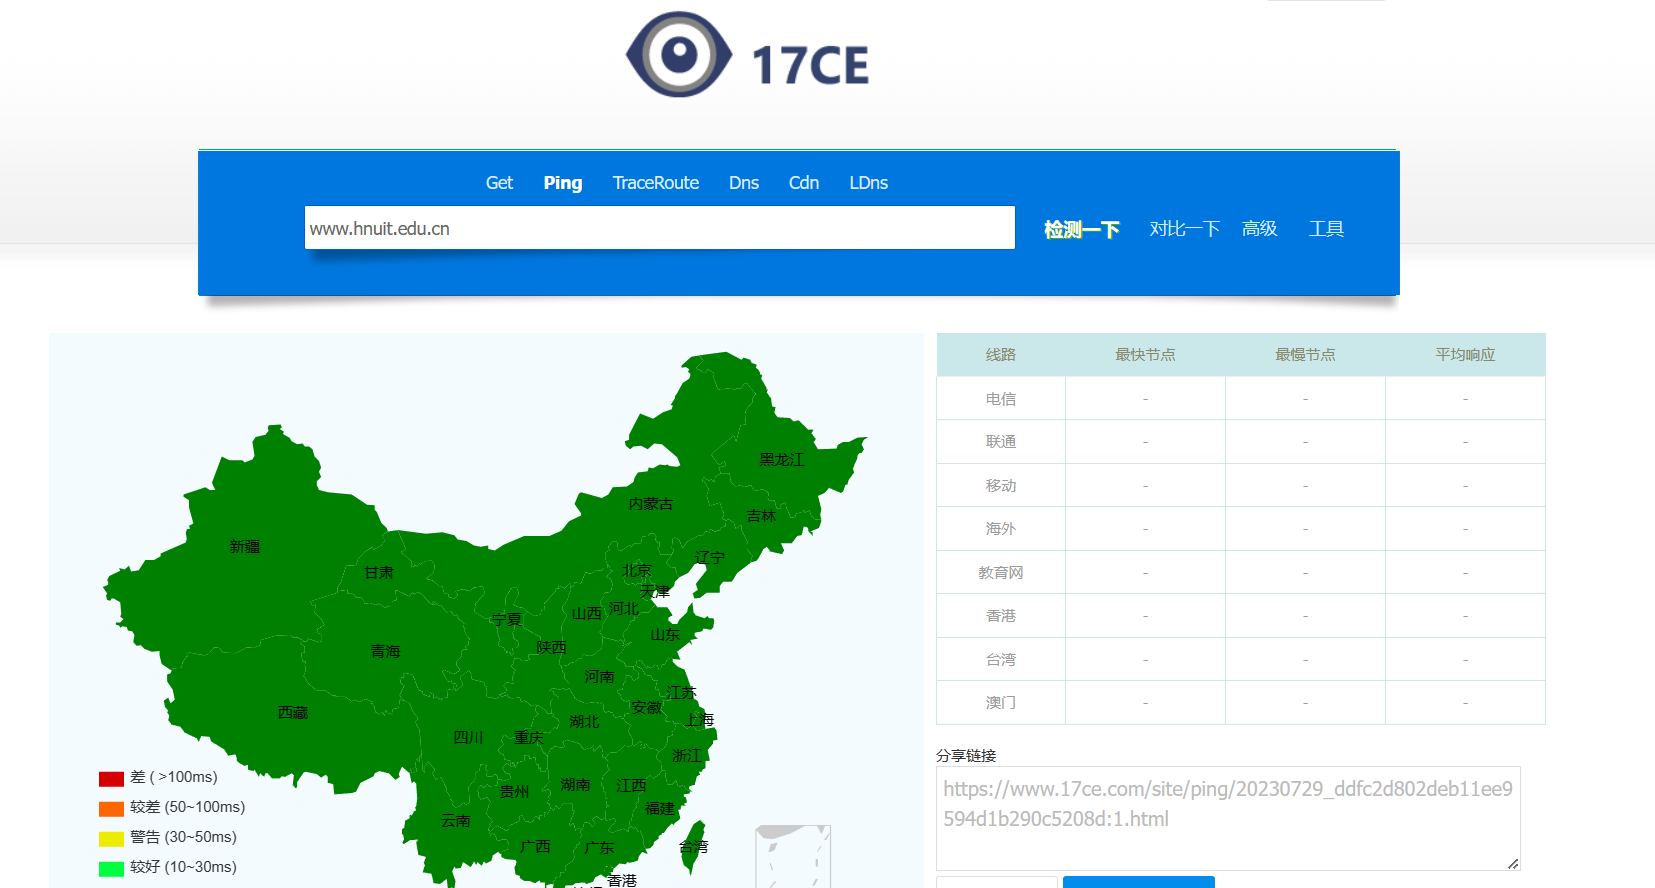 17CE
Get Ping TraceRoute Dns Cdn LDns
www.hnuit.edu.cn 检测一下 对比一下 高级 工具
黑龙江
内蒙古
吉林
新疆
辽宁
甘肃
北京
天津
山西
河北
宁夏
山东
陕西
青海
河南
江苏
西藏
安徽
上海
湖北
四川
重庆
浙江
湖南
江西
贵州
福建
云南
广西
广东
台湾
香港
差 ( >100ms)
较差 (50~100ms)
警告 (30~50ms)
较好 (10~30ms)
线路 最快节点 最慢节点 平均响应
电信 - - -
联通 - - -
移动 - - -
海外 - - -
教育网 - - -
香港 - - -
台湾 - - -
澳门 - - -
分享链接
https://www.17ce.com/site/ping/20230729_ddfc2d802deb11ee9
594d1b290c5208d:1.html